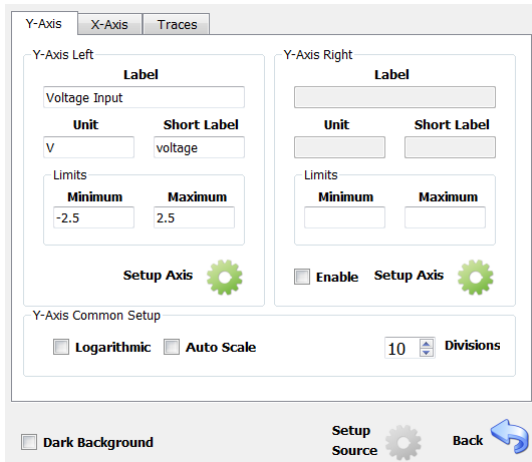 Y-Axis X-Axis Traces
Y-Axis Left
Label
Voltage Input
Unit Short Label
V voltage
Limits
Minimum Maximum
-2.5 2.5
Setup Axis
Y-Axis Right
Label
Unit Short Label
Limits
Minimum Maximum
Enable Setup Axis
Y-Axis Common Setup
Logarithmic Auto Scale 10 Divisions
Dark Background
Setup
Source
Back